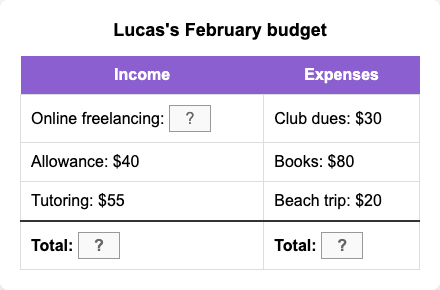 Lucas's February budget
Income Expenses
Online freelancing: ? Club dues: $30
Allowance: $40 Books: $80
Tutoring: $55 Beach trip: $20
Total: ? Total: ?